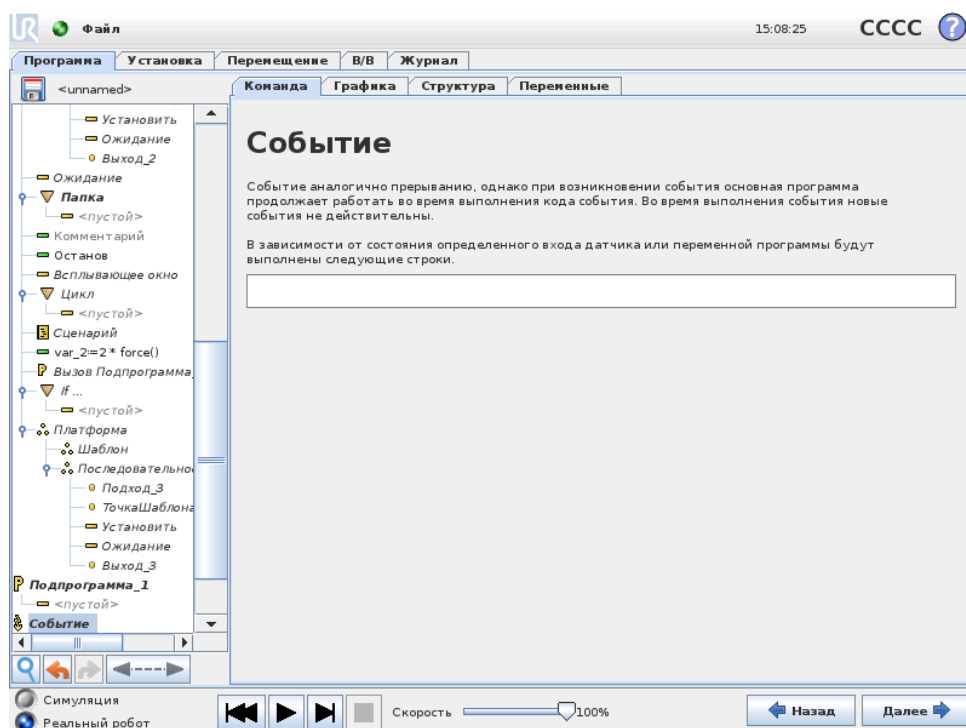 UR Файл 15:08:25 CCCC ?
Программа Установка Перемещение В/В Журнал
<unnamed>
Команда Графика Структура Переменные
Установить
Ожидание
Выход_2
Ожидание
Папка
<пустой>
Комментарий
Останов
Всплывающее окно
Цикл
<пустой>
Сценарий
var_2:=2 * force()
Вызов Подпрограмма_
If ...
<пустой>
Платформа
Шаблон
Последовательно
Подход_3
ТочкаШаблона
Установить
Ожидание
Выход_3
Подпрограмма_1
<пустой>
Событие
Событие
Событие аналогично прерыванию, однако при возникновении события основная программа
продолжает работать во время выполнения кода события. Во время выполнения события новые
события не действительны.
В зависимости от состояния определенного входа датчика или переменной программы будут
выполнены следующие строки.
Симуляция
Реальный робот
Скорость 100%
Назад Далее